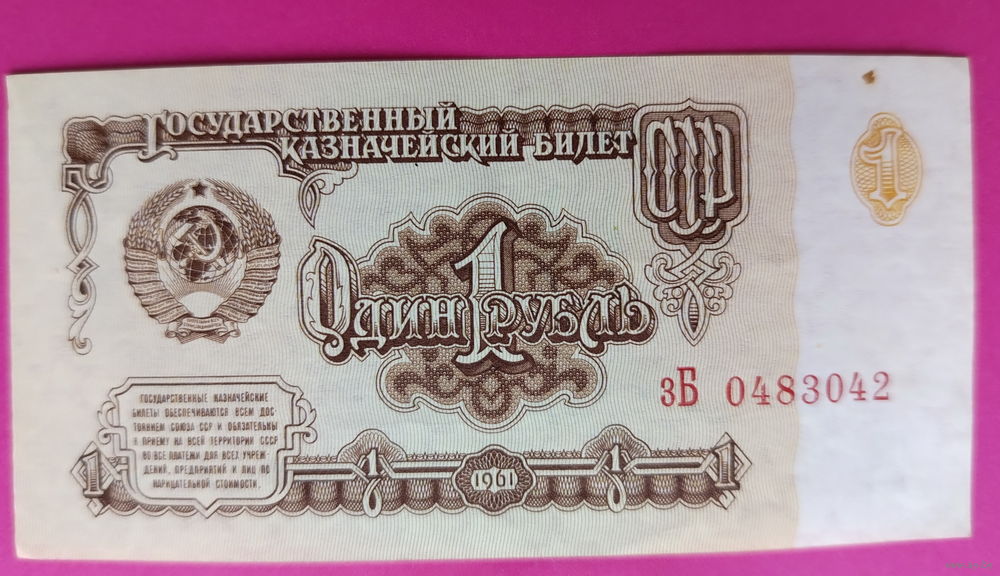 Государственный
казначейский билет
СССР
1
Один 1 рубль
зБ 0483042
ГОСУДАРСТВЕННЫЕ КАЗНАЧЕЙСКИЕ
БИЛЕТЫ ОБЕСПЕЧИВАЮТСЯ ВСЕМ ДОС-
ТОЯНИЕМ СОЮЗА ССР И ОБЯЗАТЕЛЬНЫ
К ПРИЕМУ НА ВСЕЙ ТЕРРИТОРИИ СССР
ВО ВСЕ ПЛАТЕЖИ ДЛЯ ВСЕХ УЧРЕЖ-
ДЕНИЙ, ПРЕДПРИЯТИЙ И ЛИЦ ПО
НАРИЦАТЕЛЬНОЙ СТОИМОСТИ.
1 1 1961 1 1